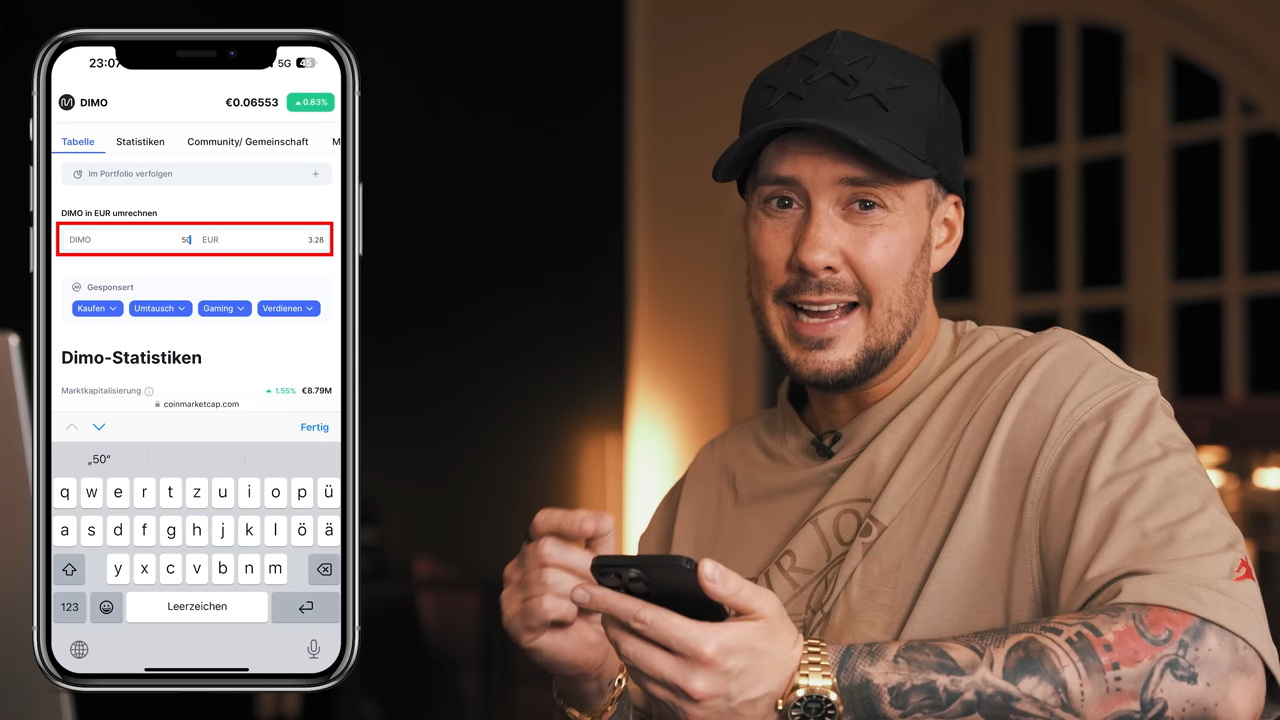 23:07
5G 45
DIMO €0.06553 0.83%
Tabelle Statistiken Community/ Gemeinschaft M
Im Portfolio verfolgen +
DIMO in EUR umrechnen
DIMO 50 EUR 3.28
Gesponsert
Kaufen Umtausch Gaming Verdienen
Dimo-Statistiken
Marktkapitalisierung 1.55% €8.79M
coinmarketcap.com
Fertig
„50“
q w e r t z u i o p ü
a s d f g h j k l ö ä
y x c v b n m
123 Leerzeichen